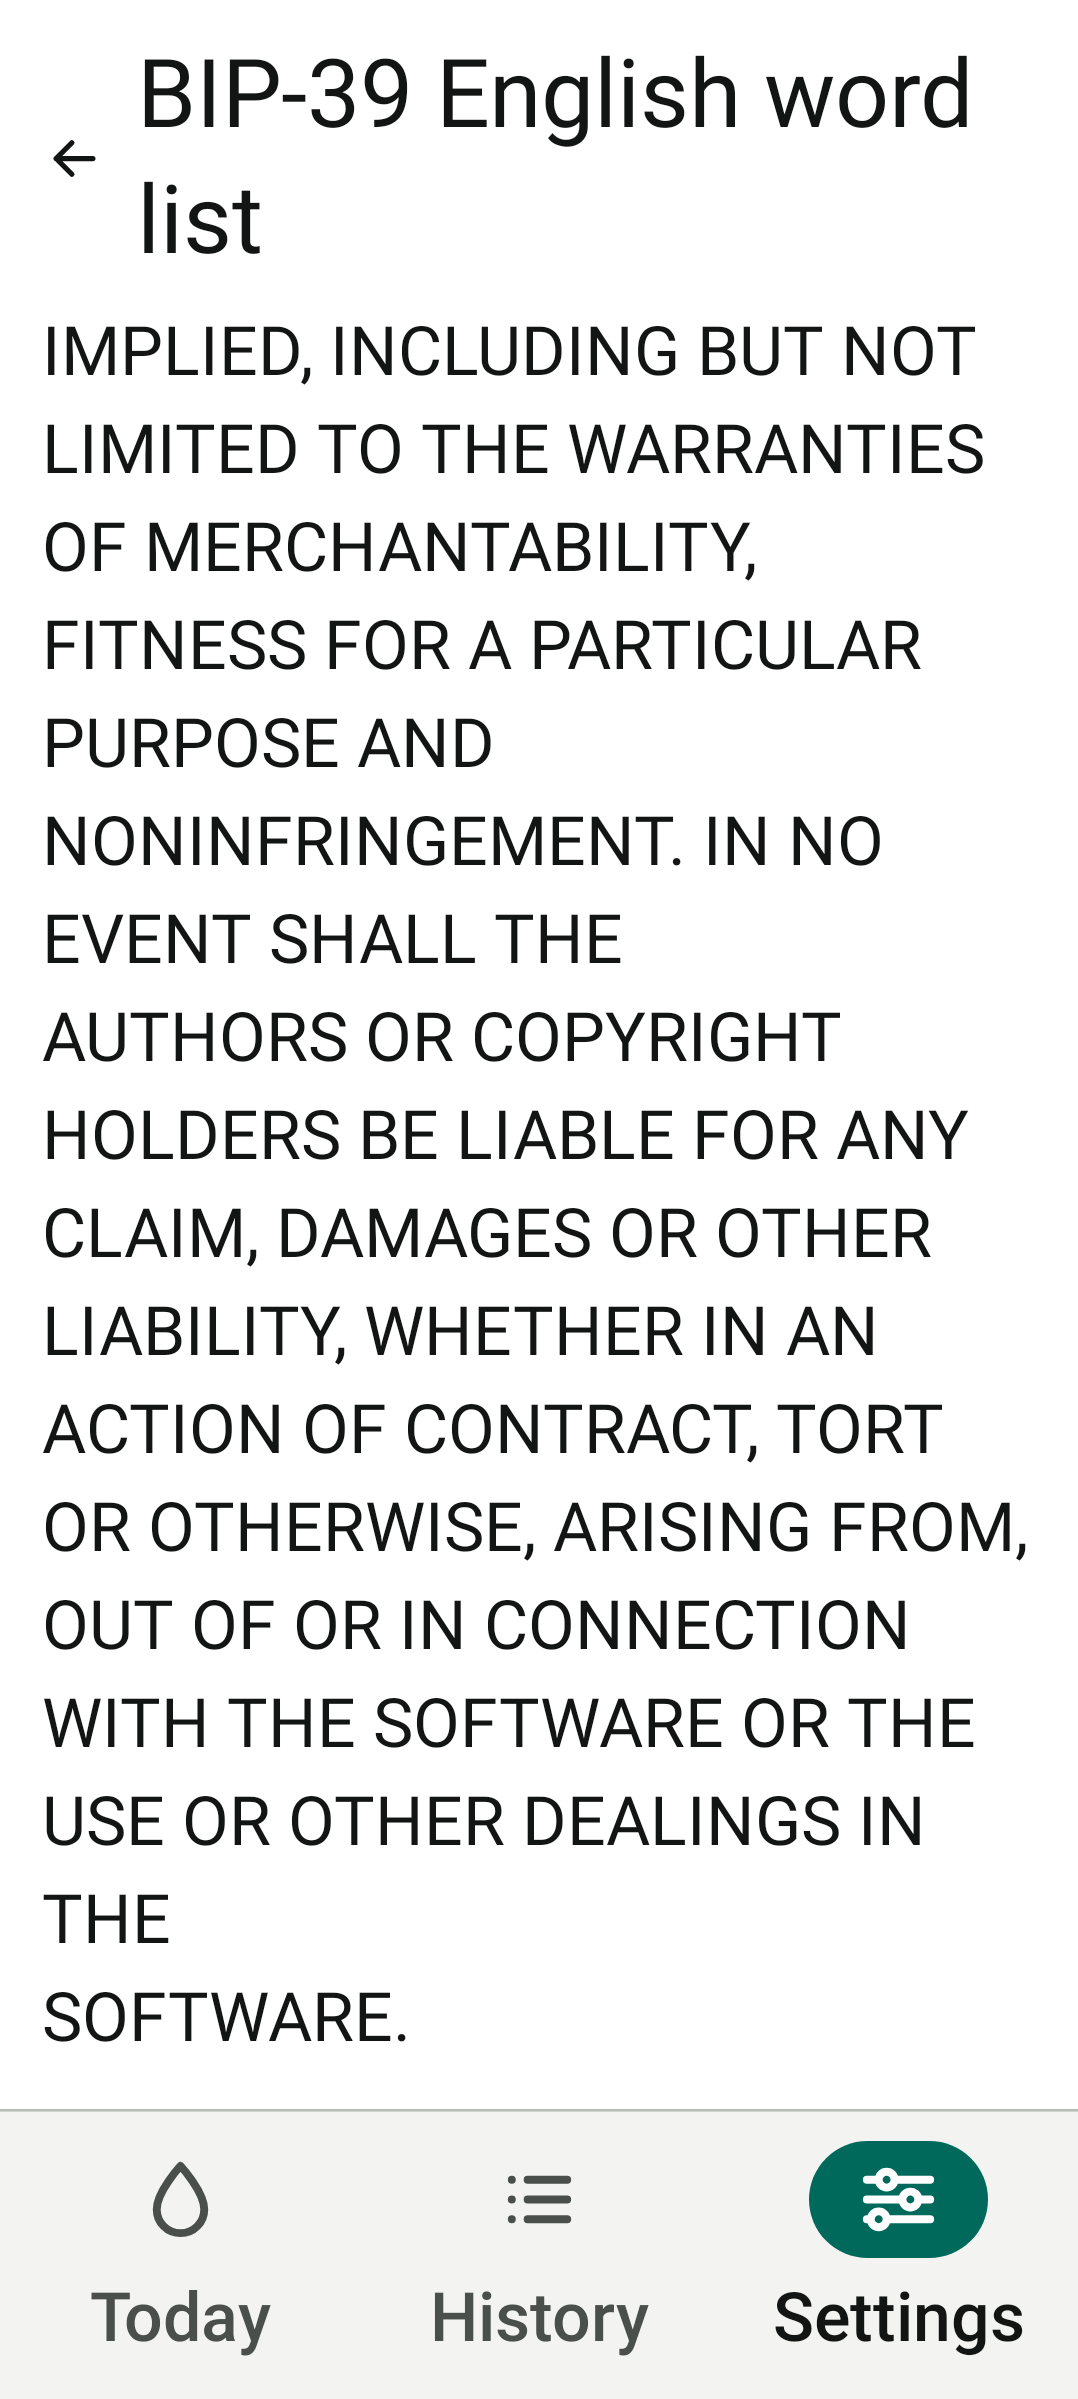 BIP-39 English word
list
IMPLIED, INCLUDING BUT NOT
LIMITED TO THE WARRANTIES
OF MERCHANTABILITY,
FITNESS FOR A PARTICULAR
PURPOSE AND
NONINFRINGEMENT. IN NO
EVENT SHALL THE
AUTHORS OR COPYRIGHT
HOLDERS BE LIABLE FOR ANY
CLAIM, DAMAGES OR OTHER
LIABILITY, WHETHER IN AN
ACTION OF CONTRACT, TORT
OR OTHERWISE, ARISING FROM,
OUT OF OR IN CONNECTION
WITH THE SOFTWARE OR THE
USE OR OTHER DEALINGS IN
THE
SOFTWARE.
Today
History
Settings